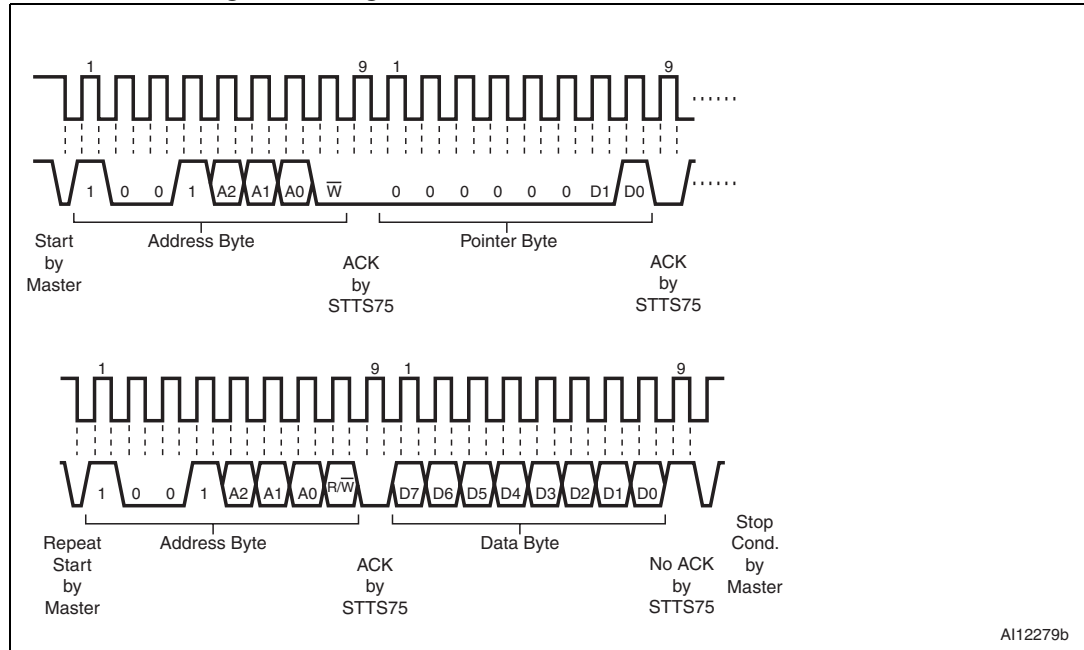 1 9 1 9
1 0 0 1 A2 A1 A0 W̅ 0 0 0 0 0 0 D1 D0
Start
by
Master
Address Byte
ACK
by
STTS75
Pointer Byte
ACK
by
STTS75
1 9 1 9
1 0 0 1 A2 A1 A0 R/W̅ D7 D6 D5 D4 D3 D2 D1 D0
Repeat
Start
by
Master
Address Byte
ACK
by
STTS75
Data Byte
No ACK
by
STTS75
Stop
Cond.
by
Master
AI12279b